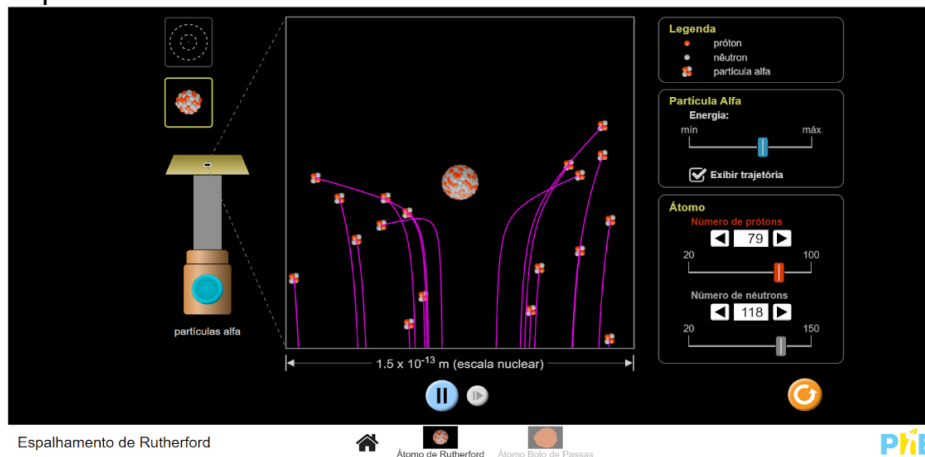 Legenda
próton
nêutron
partícula alfa
Partícula Alfa
Energia:
mín máx
Exibir trajetória
Átomo
Número de prótons
79
20 100
Número de nêutrons
118
20 150
partículas alfa
1.5 x 10⁻¹³ m (escala nuclear)
Espalhamento de Rutherford
Átomo de Rutherford
Átomo Bolo de Passas